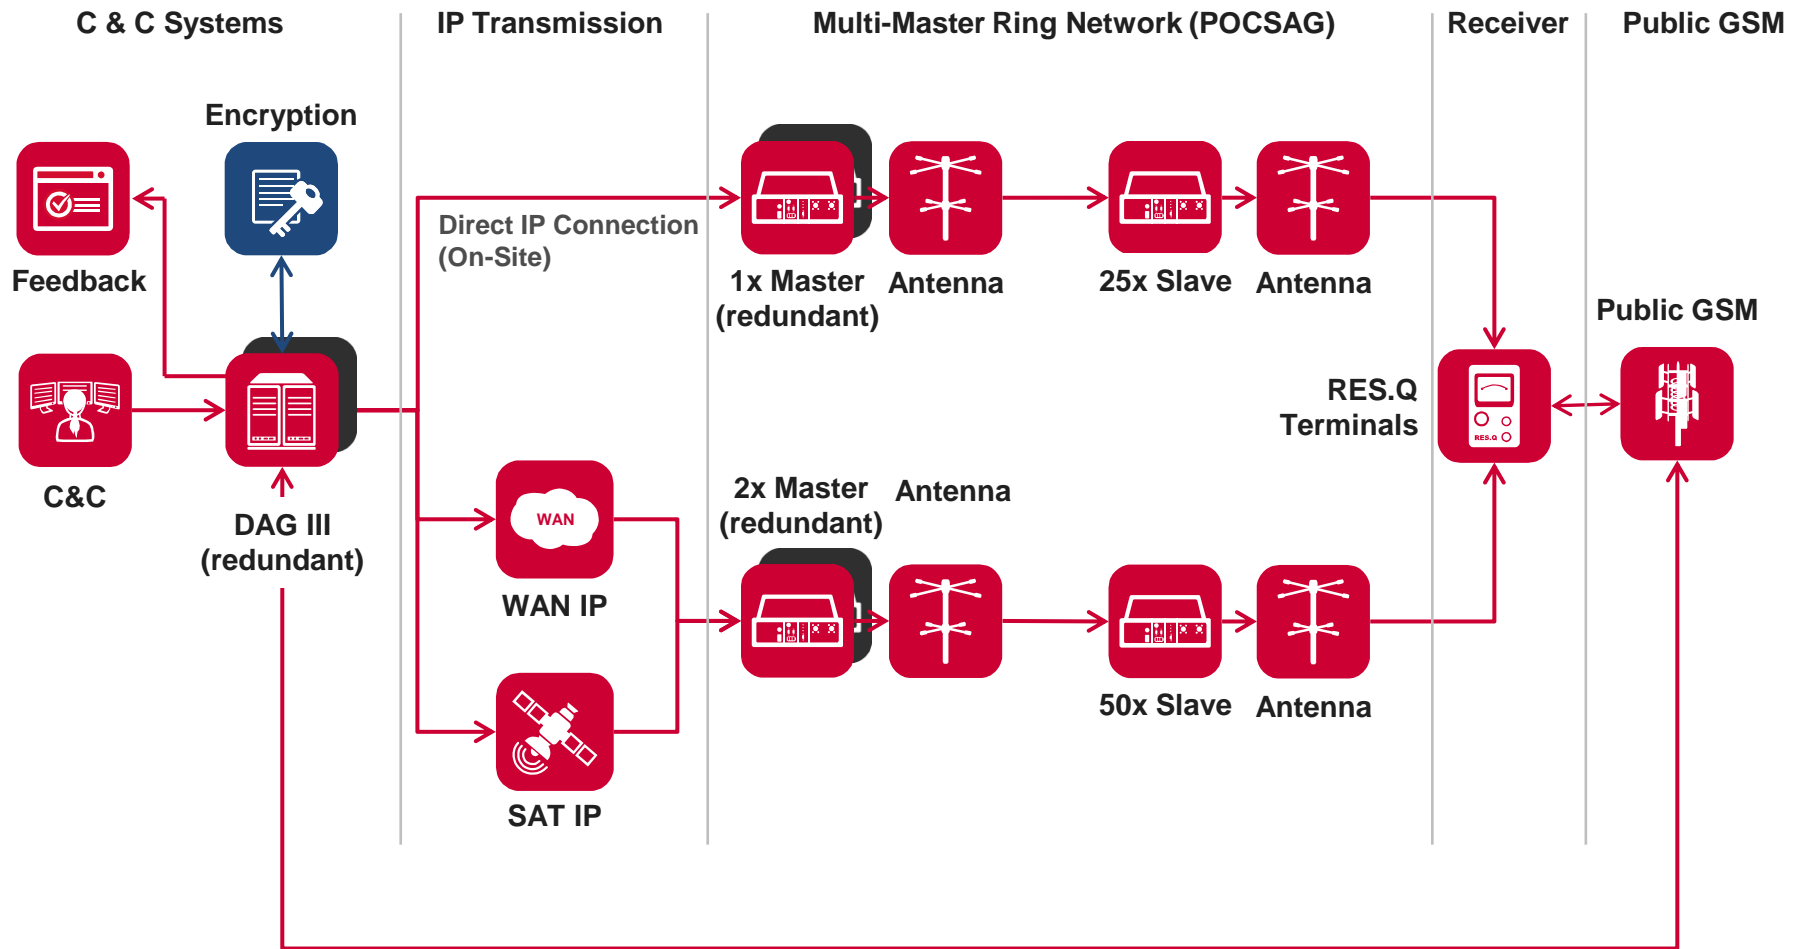 C & C Systems
IP Transmission
Multi-Master Ring Network (POCSAG)
Receiver
Public GSM
Encryption
Feedback
C&C
DAG III
(redundant)
Direct IP Connection
(On-Site)
WAN
WAN IP
SAT IP
1x Master
(redundant)
Antenna
25x Slave
Antenna
2x Master
(redundant)
Antenna
50x Slave
Antenna
RES.Q
Terminals
RES.Q
Public GSM